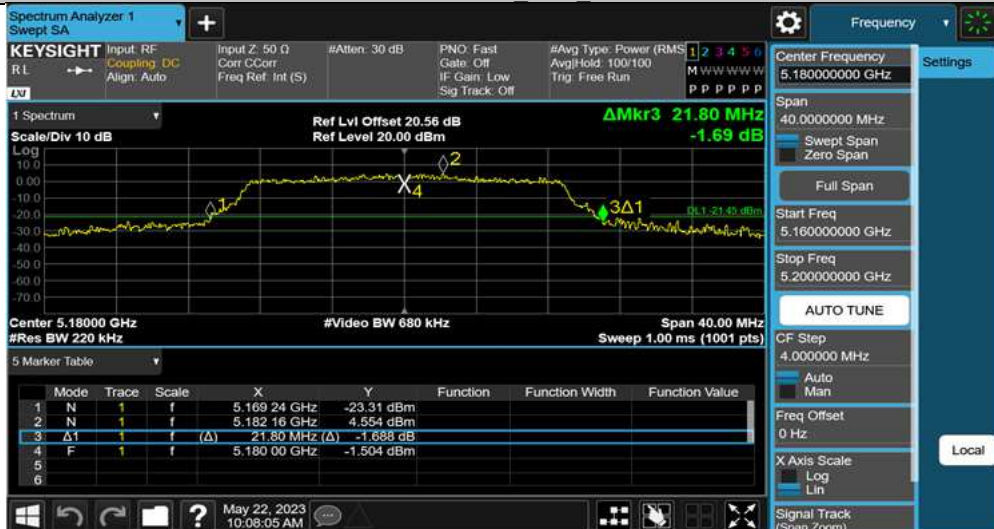 Spectrum Analyzer 1
Swept SA
Frequency
KEYSIGHT
RL
LXI
Input: RF
Coupling: DC
Align: Auto
Input Z: 50 Ω
Corr CCorr
Freq Ref: Int (S)
#Atten: 30 dB
PNO: Fast
Gate: Off
IF Gain: Low
Sig Track: Off
#Avg Type: Power (RMS
Avg|Hold: 100/100
Trig: Free Run
1 2 3 4 5 6
M W W W W W
P P P P P P
1 Spectrum
Scale/Div 10 dB
Ref Lvl Offset 20.56 dB
Ref Level 20.00 dBm
ΔMkr3 21.80 MHz
-1.69 dB
Log
10.0
0.00
-10.0
-20.0
-30.0
-40.0
-50.0
-60.0
-70.0
1
2
4
3Δ1
DL1 -21.45 dBm
Center 5.18000 GHz
#Video BW 680 kHz
Span 40.00 MHz
#Res BW 220 kHz
Sweep 1.00 ms (1001 pts)
5 Marker Table
Mode Trace Scale X Y Function Function Width Function Value
1 N 1 f 5.169 24 GHz -23.31 dBm
2 N 1 f 5.182 16 GHz 4.554 dBm
3 Δ1 1 f (Δ) 21.80 MHz (Δ) -1.688 dB
4 F 1 f 5.180 00 GHz -1.504 dBm
5
6
May 22, 2023
10:08:05 AM
Center Frequency
5.180000000 GHz
Settings
Span
40.0000000 MHz
Swept Span
Zero Span
Full Span
Start Freq
5.160000000 GHz
Stop Freq
5.200000000 GHz
AUTO TUNE
CF Step
4.000000 MHz
Auto
Man
Freq Offset
0 Hz
Local
X Axis Scale
Log
Lin
Signal Track
(Span Zoom)